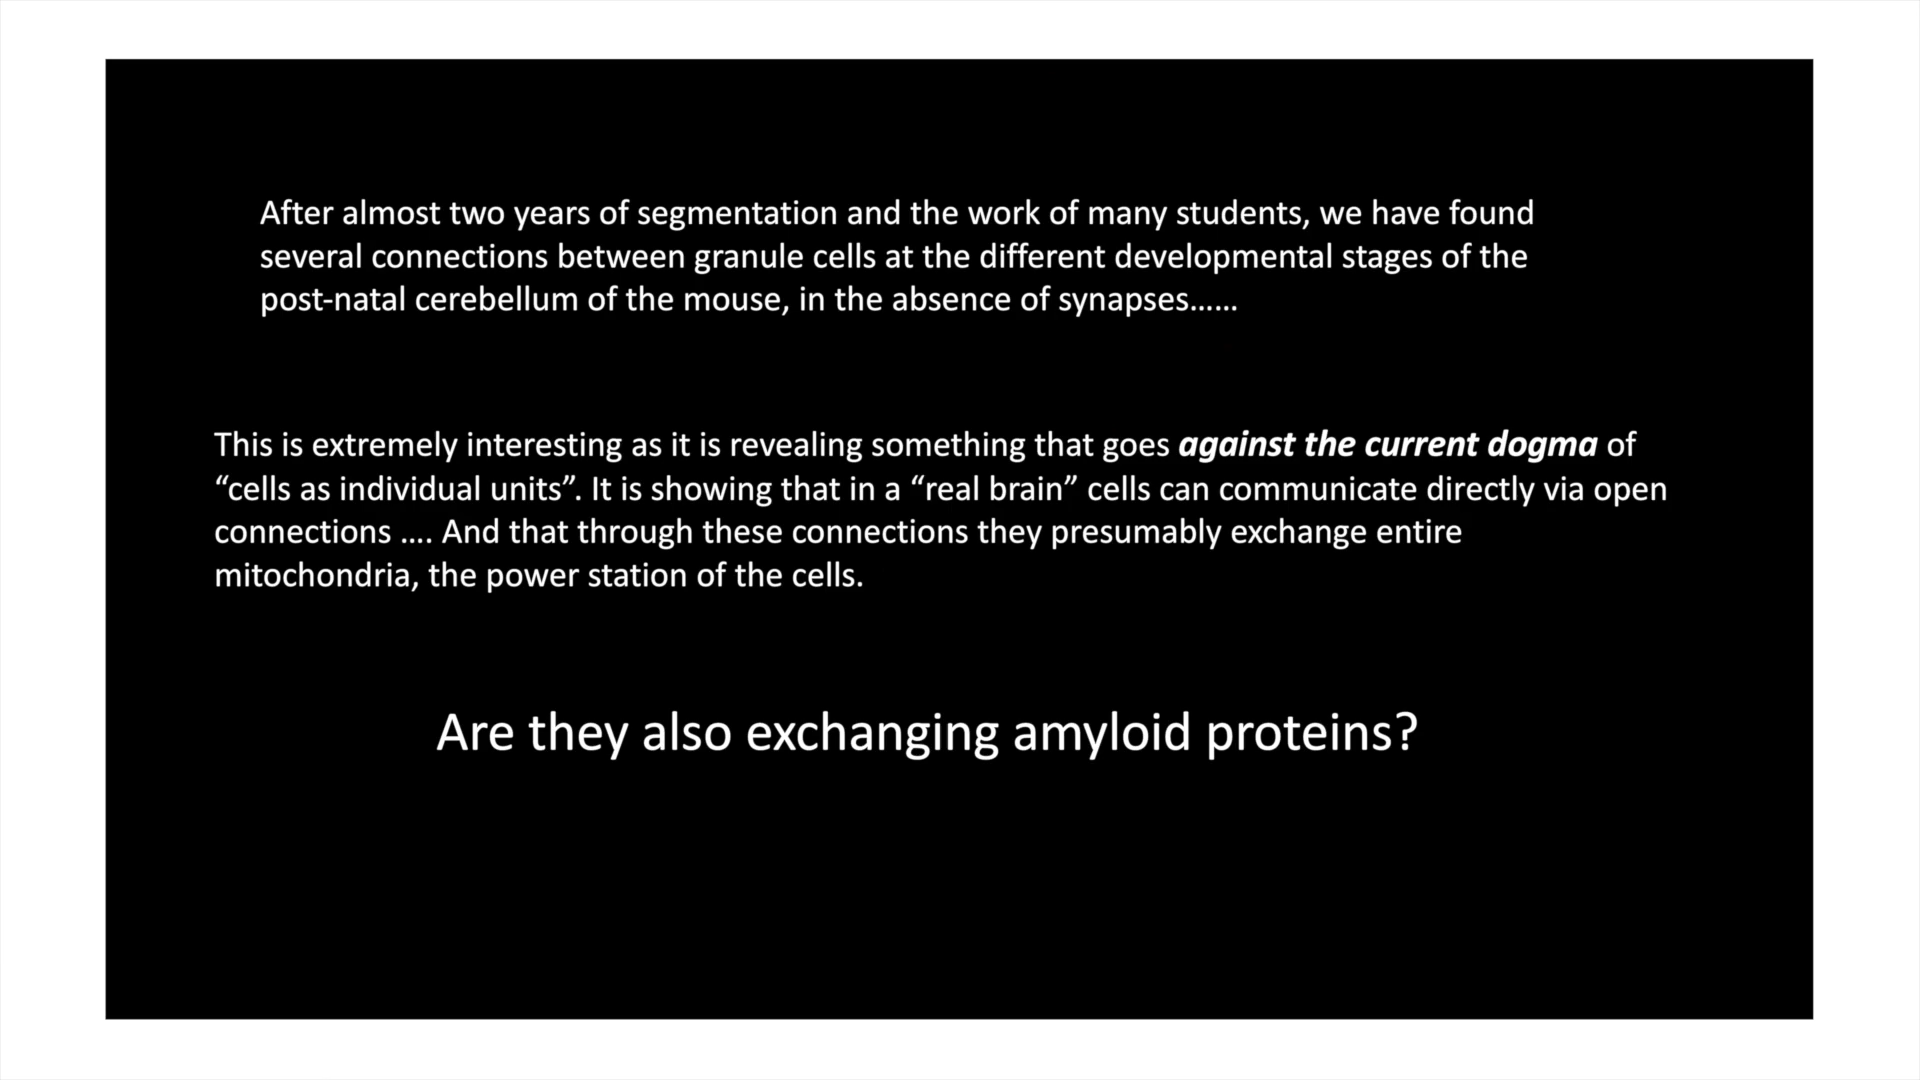 After almost two years of segmentation and the work of many students, we have found
several connections between granule cells at the different developmental stages of the
post-natal cerebellum of the mouse, in the absence of synapses……
This is extremely interesting as it is revealing something that goes against the current dogma of
“cells as individual units”. It is showing that in a “real brain” cells can communicate directly via open
connections …. And that through these connections they presumably exchange entire
mitochondria, the power station of the cells.
Are they also exchanging amyloid proteins?